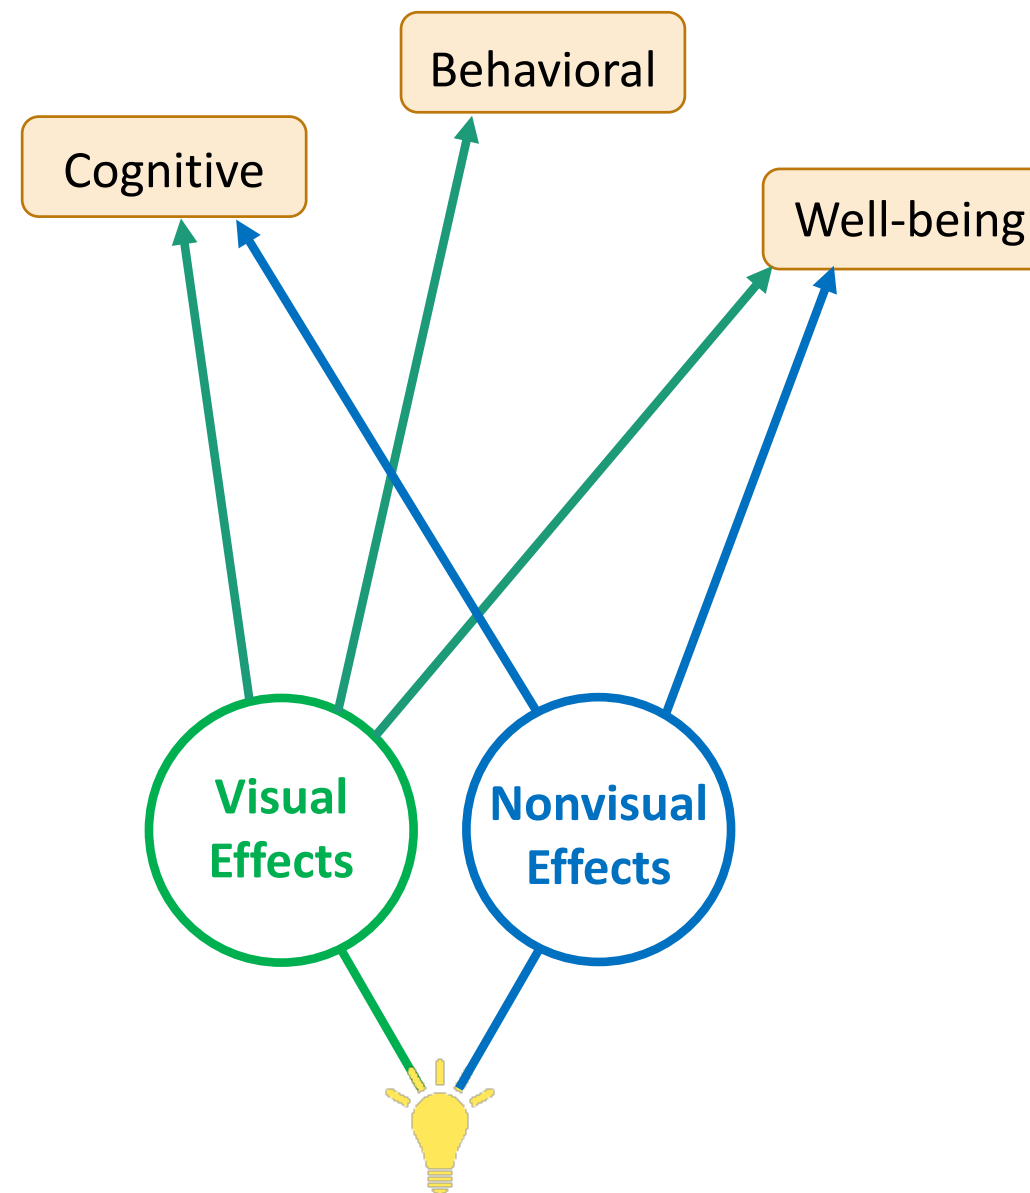 Behavioral
Cognitive
Well-being
Visual
Effects
Nonvisual
Effects